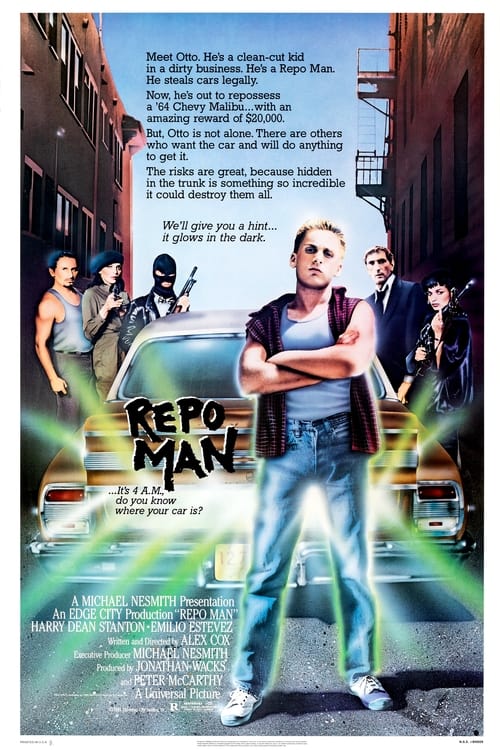 Meet Otto. He's a clean-cut kid
in a dirty business. He's a Repo Man.
He steals cars legally.
Now, he's out to repossess
a '64 Chevy Malibu...with an
amazing reward of $20,000.
But, Otto is not alone. There are others
who want the car and will do anything
to get it.
The risks are great, because hidden
in the trunk is something so incredible
it could destroy them all.
We'll give you a hint...
it glows in the dark.
REPO
MAN
...It's 4 A.M.,
do you know
where your car is?
A MICHAEL NESMITH Presentation
An EDGE CITY Production "REPO MAN"
HARRY DEAN STANTON • EMILIO ESTEVEZ
Written and Directed by ALEX COX
Executive Producer MICHAEL NESMITH
Produced by JONATHAN WACKS
and PETER McCARTHY
A Universal Picture
R
PRINTED IN U.S.A.